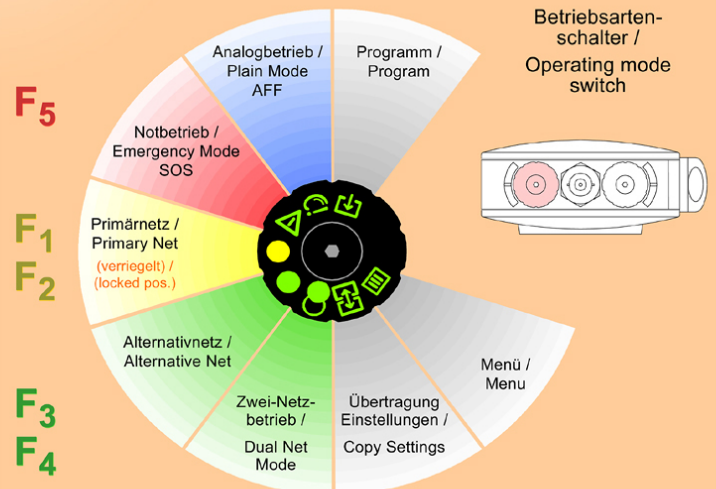 Analogbetrieb /
Plain Mode
AFF
Programm /
Program
Betriebsarten-
schalter /
Operating mode
switch
F5
Notbetrieb /
Emergency Mode
SOS
F1
F2
Primärnetz /
Primary Net
(verriegelt) /
(locked pos.)
Alternativnetz /
Alternative Net
Menü /
Menu
F3
F4
Zwei-Netz-
betrieb /
Dual Net
Mode
Übertragung
Einstellungen /
Copy Settings